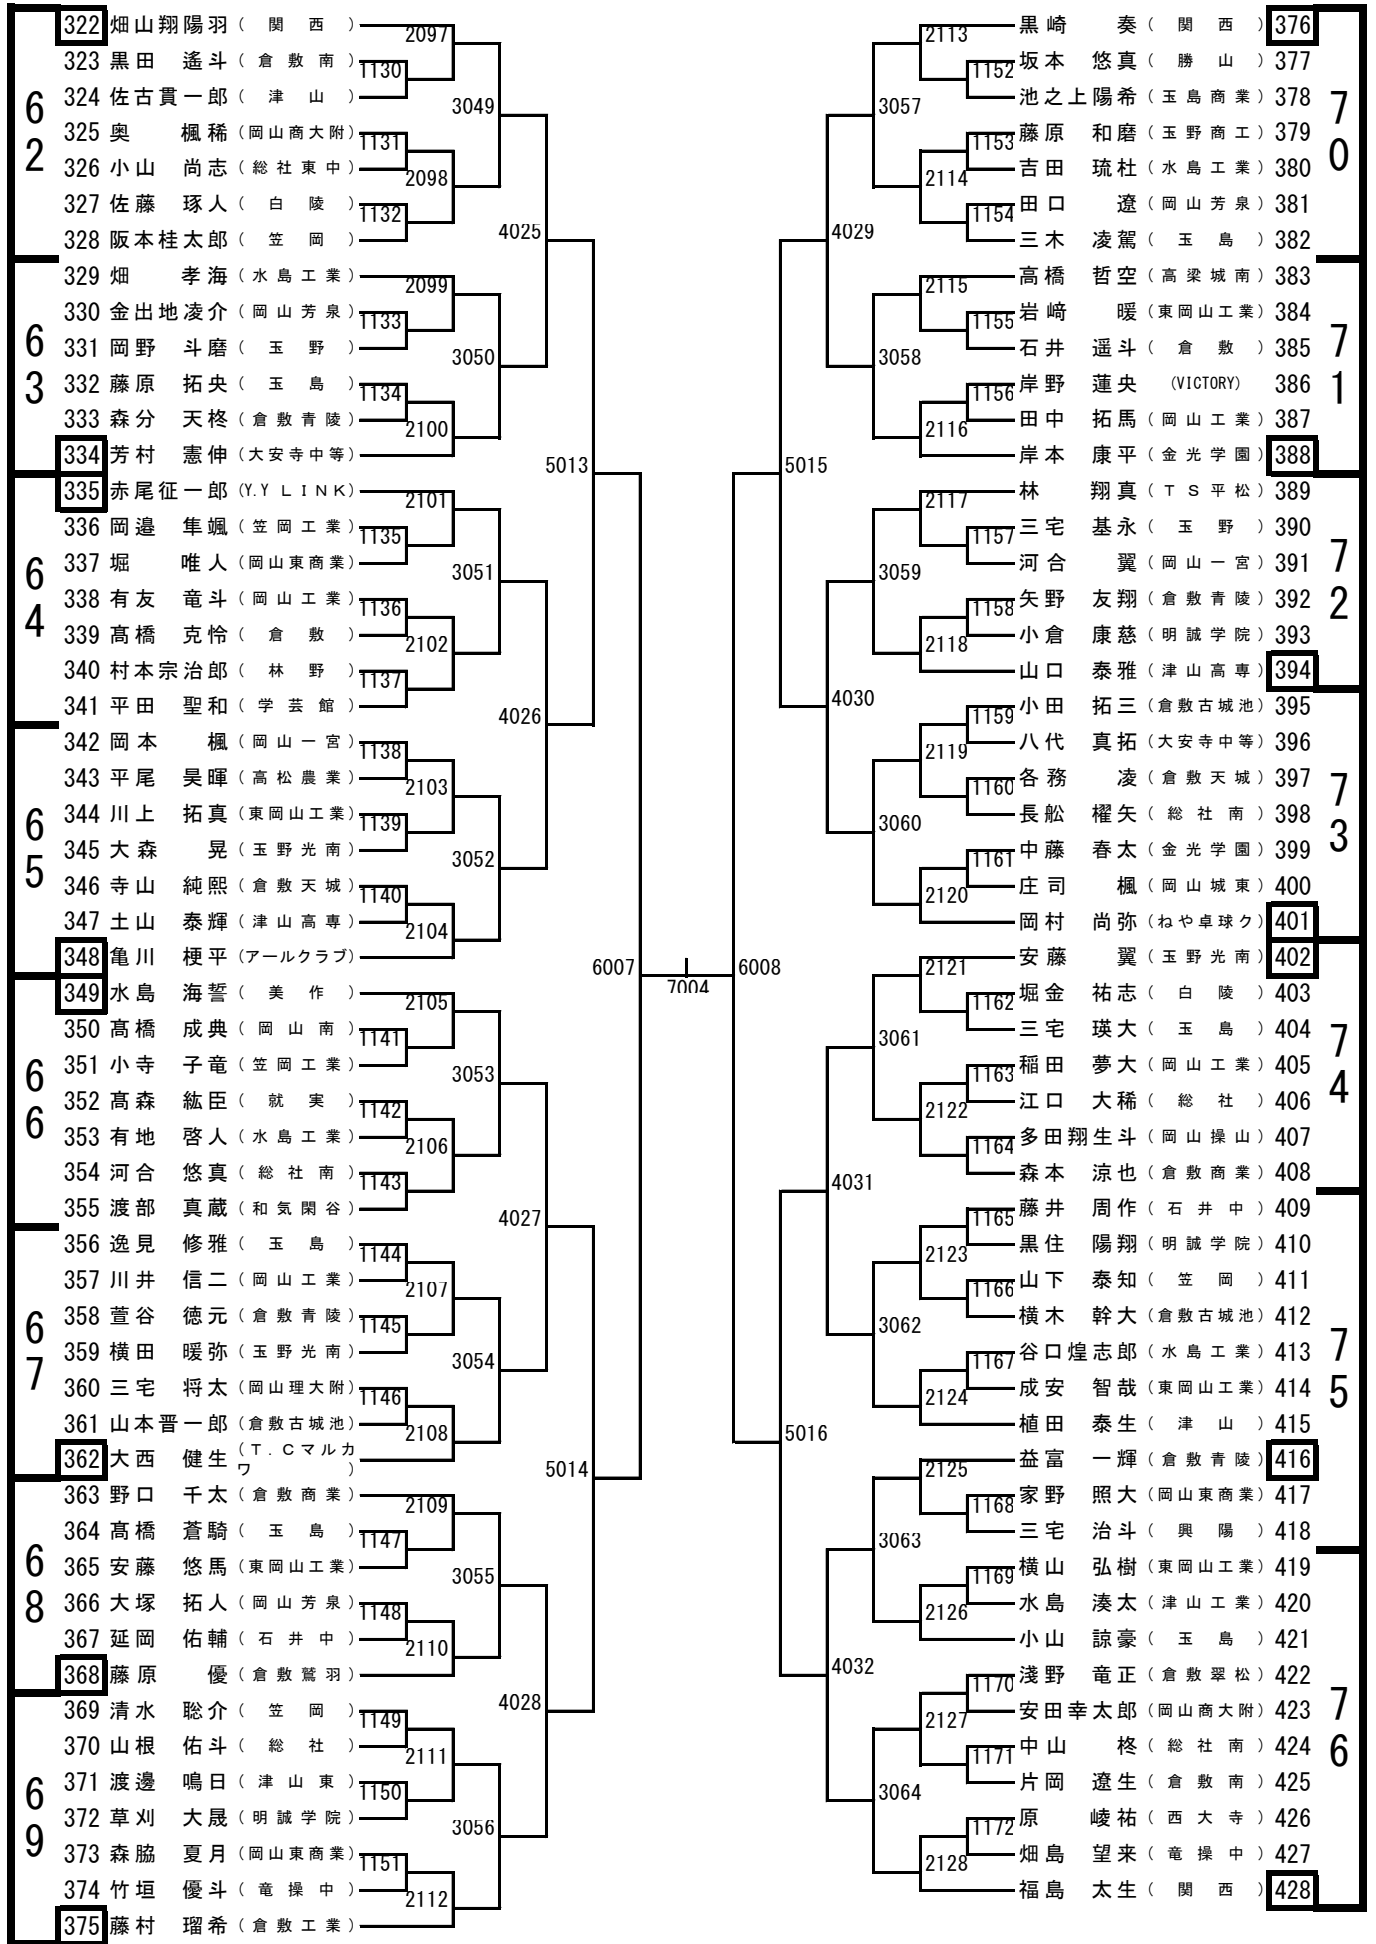 62
322 畑山翔陽羽 (関西)
323 黒田 遙斗 (倉敷南)
324 佐古貫一郎 (津山)
325 奥 楓稀 (岡山商大附)
326 小山 尚志 (総社東中)
327 佐藤 琢人 (白陵)
328 阪本桂太郎 (笠岡)
63
329 畑 孝海 (水島工業)
330 金出地凌介 (岡山芳泉)
331 岡野 斗磨 (玉野)
332 藤原 拓央 (玉島)
333 森分 天柊 (倉敷青陵)
334 芳村 憲伸 (大安寺中等)
64
335 赤尾征一郎 (Y.Y LINK)
336 岡邉 隼颯 (笠岡工業)
337 堀 唯人 (岡山東商業)
338 有友 竜斗 (岡山工業)
339 髙橋 克怜 (倉敷)
340 村本宗治郎 (林野)
341 平田 聖和 (学芸館)
65
342 岡本 楓 (岡山一宮)
343 平尾 昊暉 (高松農業)
344 川上 拓真 (東岡山工業)
345 大森 晃 (玉野光南)
346 寺山 純熙 (倉敷天城)
347 土山 泰輝 (津山高専)
348 亀川 梗平 (アールクラブ)
66
349 水島 海誓 (美作)
350 髙橋 成典 (岡山南)
351 小寺 子竜 (笠岡工業)
352 髙森 紘臣 (就実)
353 有地 啓人 (水島工業)
354 河合 悠真 (総社南)
355 渡部 真蔵 (和気閑谷)
67
356 逸見 修雅 (玉島)
357 川井 信二 (岡山工業)
358 萱谷 徳元 (倉敷青陵)
359 横田 暖弥 (玉野光南)
360 三宅 将太 (岡山理大附)
361 山本晋一郎 (倉敷古城池)
362 大西 健生 (T.Cマルカワ)
68
363 野口 千太 (倉敷商業)
364 髙橋 蒼騎 (玉島)
365 安藤 悠馬 (東岡山工業)
366 大塚 拓人 (岡山芳泉)
367 延岡 佑輔 (石井中)
368 藤原 優 (倉敷鷲羽)
69
369 清水 聡介 (笠岡)
370 山根 佑斗 (総社)
371 渡邊 鳴日 (津山東)
372 草刈 大晟 (明誠学院)
373 森脇 夏月 (岡山東商業)
374 竹垣 優斗 (竜操中)
375 藤村 瑠希 (倉敷工業)
1130
1131
1132
1133
1134
1135
1136
1137
1138
1139
1140
1141
1142
1143
1144
1145
1146
1147
1148
1149
1150
1151
2097
2098
2099
2100
2101
2102
2103
2104
2105
2106
2107
2108
2109
2110
2111
2112
3049
3050
3051
3052
3053
3054
3055
3056
4025
4026
4027
4028
5013
5014
6007
7004
6008
5015
5016
4029
4030
4031
4032
3057
3058
3059
3060
3061
3062
3063
3064
2113
2114
2115
2116
2117
2118
2119
2120
2121
2122
2123
2124
2125
2126
2127
2128
1152
1153
1154
1155
1156
1157
1158
1159
1160
1161
1162
1163
1164
1165
1166
1167
1168
1169
1170
1171
1172
黒崎 奏 (関西) 376
坂本 悠真 (勝山) 377
池之上陽希 (玉島商業) 378
藤原 和磨 (玉野商工) 379
吉田 琉杜 (水島工業) 380
田口 遼 (岡山芳泉) 381
三木 凌駕 (玉島) 382
70
高橋 哲空 (高梁城南) 383
岩﨑 暖 (東岡山工業) 384
石井 遥斗 (倉敷) 385
岸野 蓮央 (VICTORY) 386
田中 拓馬 (岡山工業) 387
岸本 康平 (金光学園) 388
71
林 翔真 (TS平松) 389
三宅 基永 (玉野) 390
河合 翼 (岡山一宮) 391
矢野 友翔 (倉敷青陵) 392
小倉 康慈 (明誠学院) 393
山口 泰雅 (津山高専) 394
72
小田 拓三 (倉敷古城池) 395
八代 真拓 (大安寺中等) 396
各務 凌 (倉敷天城) 397
長舩 櫂矢 (総社南) 398
中藤 春太 (金光学園) 399
庄司 楓 (岡山城東) 400
岡村 尚弥 (ねや卓球ク) 401
73
安藤 翼 (玉野光南) 402
堀金 祐志 (白陵) 403
三宅 瑛大 (玉島) 404
稲田 夢大 (岡山工業) 405
江口 大稀 (総社) 406
多田翔生斗 (岡山操山) 407
森本 涼也 (倉敷商業) 408
74
藤井 周作 (石井中) 409
黒住 陽翔 (明誠学院) 410
山下 泰知 (笠岡) 411
横木 幹大 (倉敷古城池) 412
谷口煌志郎 (水島工業) 413
成安 智哉 (東岡山工業) 414
植田 泰生 (津山) 415
益富 一輝 (倉敷青陵) 416
家野 照大 (岡山東商業) 417
三宅 治斗 (興陽) 418
75
横山 弘樹 (東岡山工業) 419
水島 湊太 (津山工業) 420
小山 諒豪 (玉島) 421
淺野 竜正 (倉敷翠松) 422
安田幸太郎 (岡山商大附) 423
中山 柊 (総社南) 424
片岡 遼生 (倉敷南) 425
原 崚祐 (西大寺) 426
畑島 望来 (竜操中) 427
福島 太生 (関西) 428
76